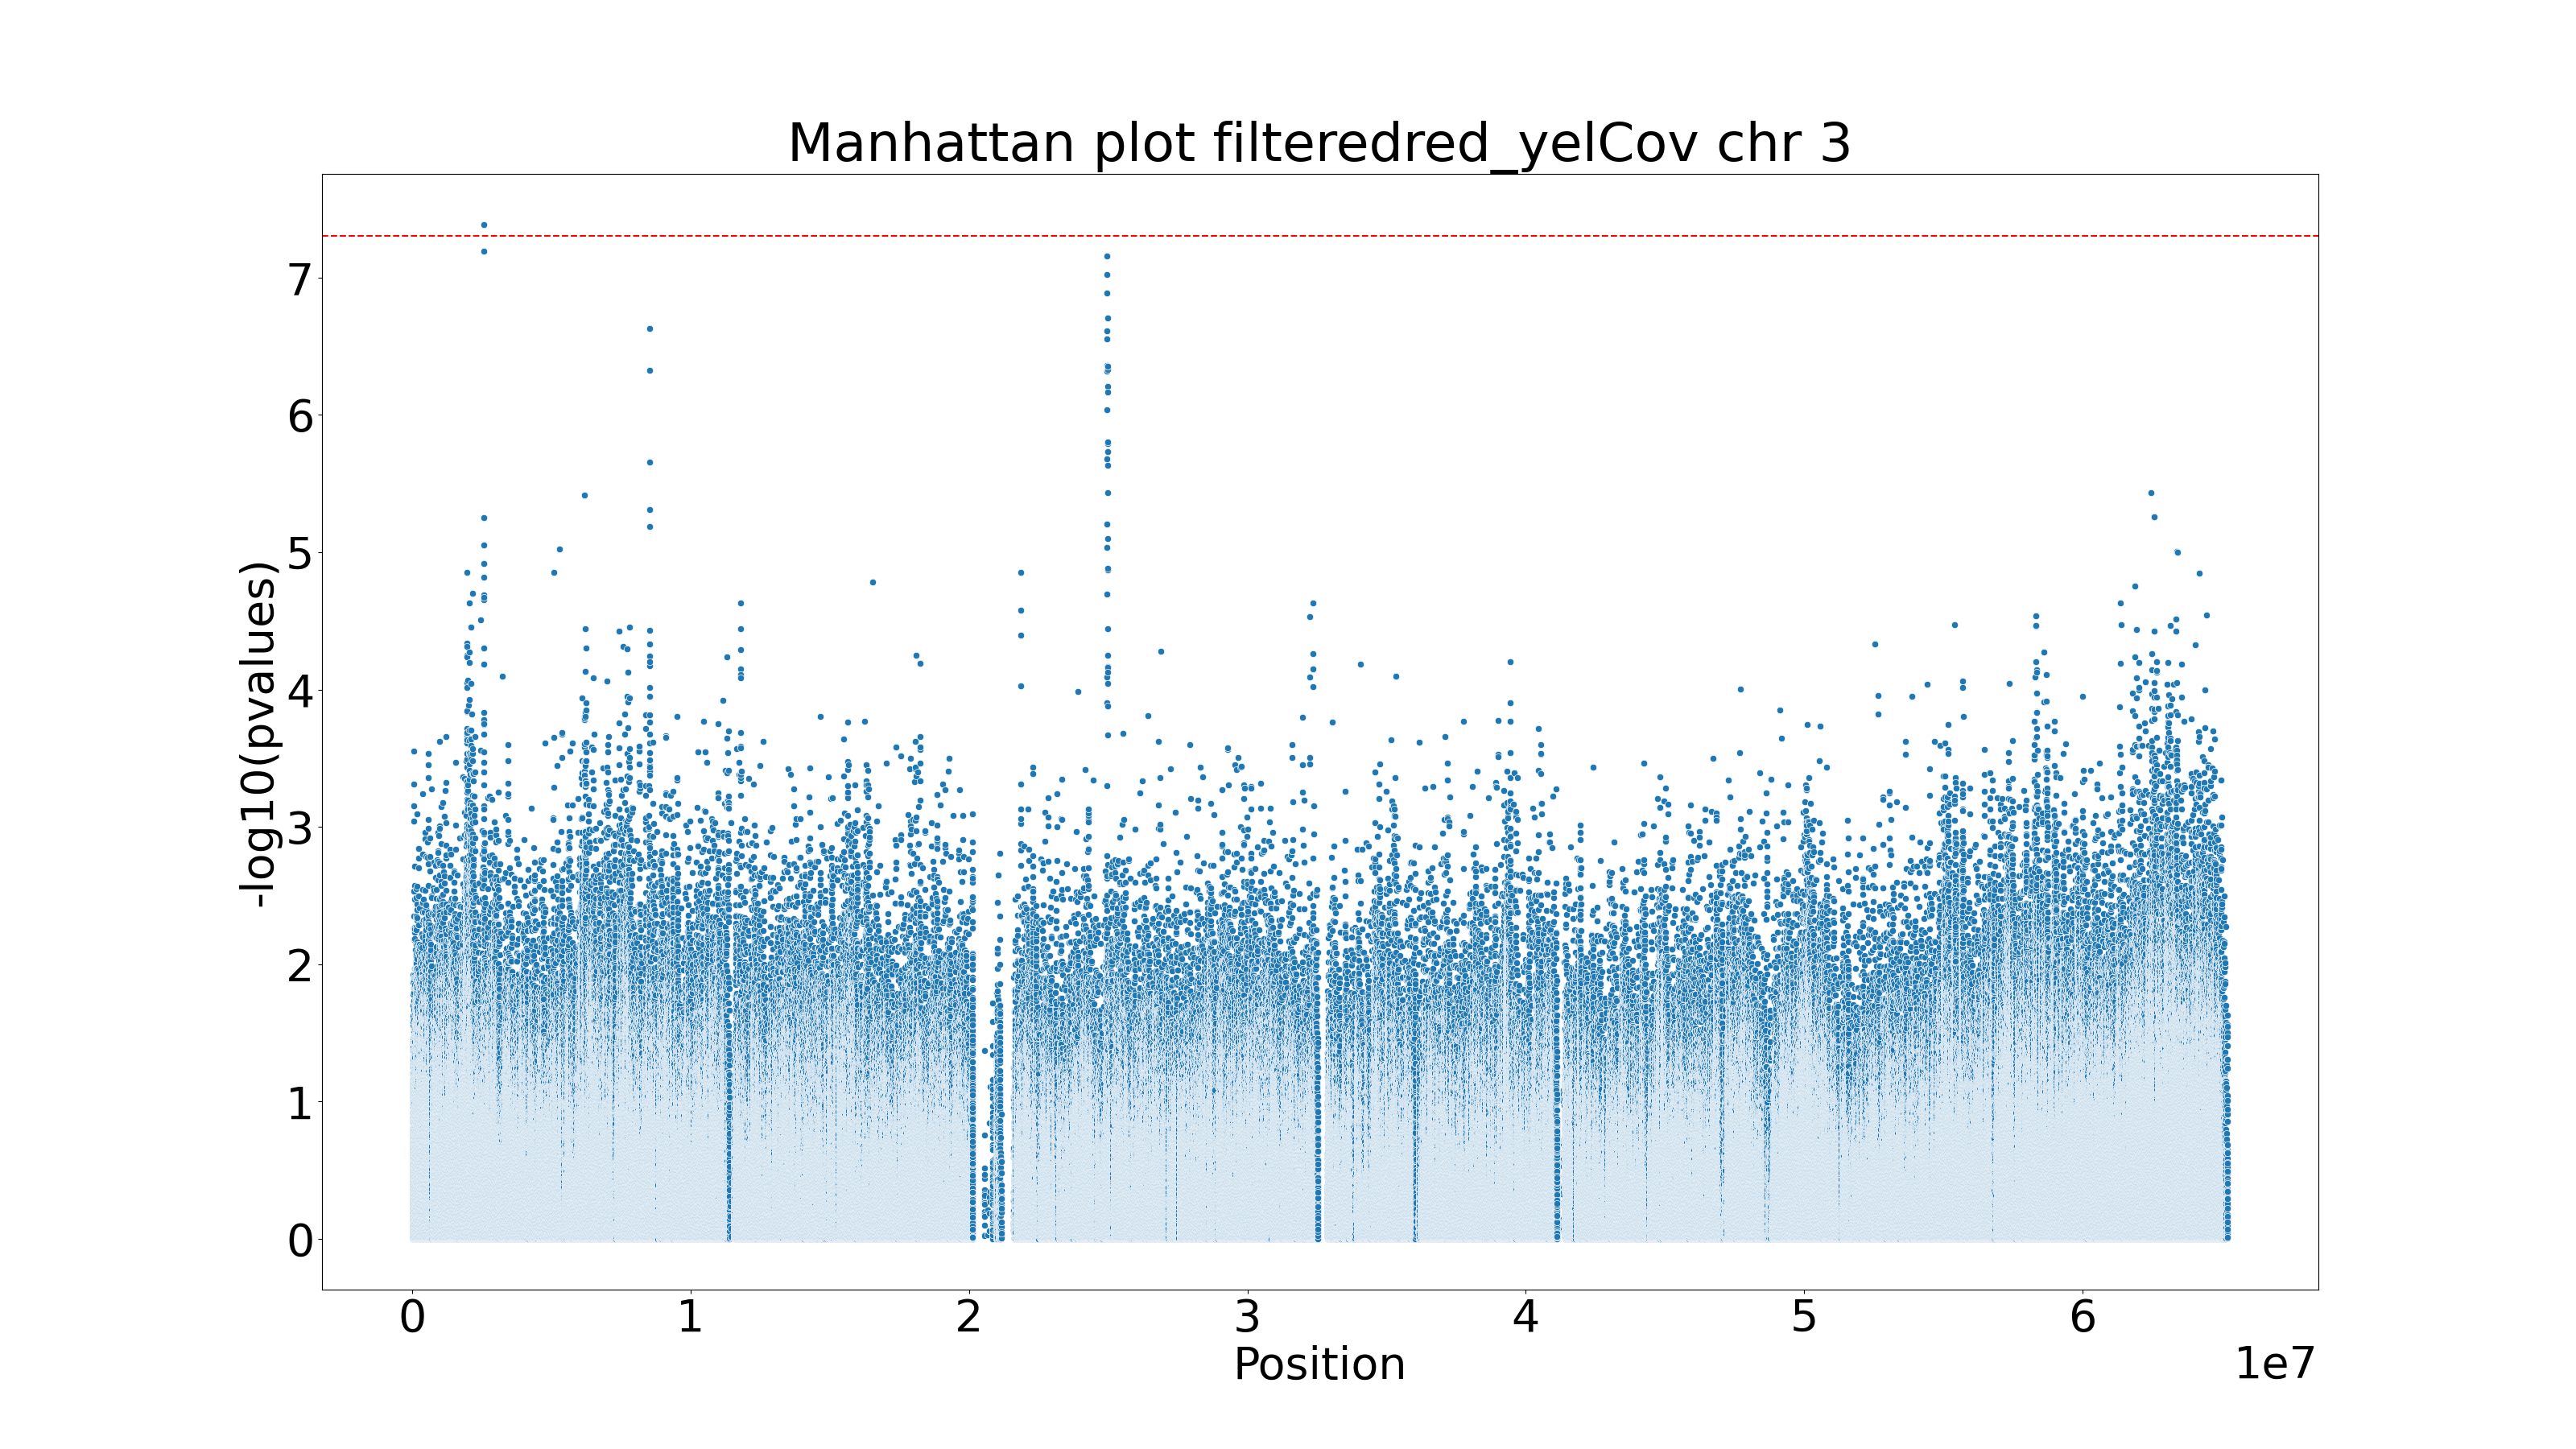 Manhattan plot filteredred_yelCov chr 3
-log10(pvalues)
7
6
5
4
3
2
1
0
0 1 2 3 4 5 6
Position
1e7